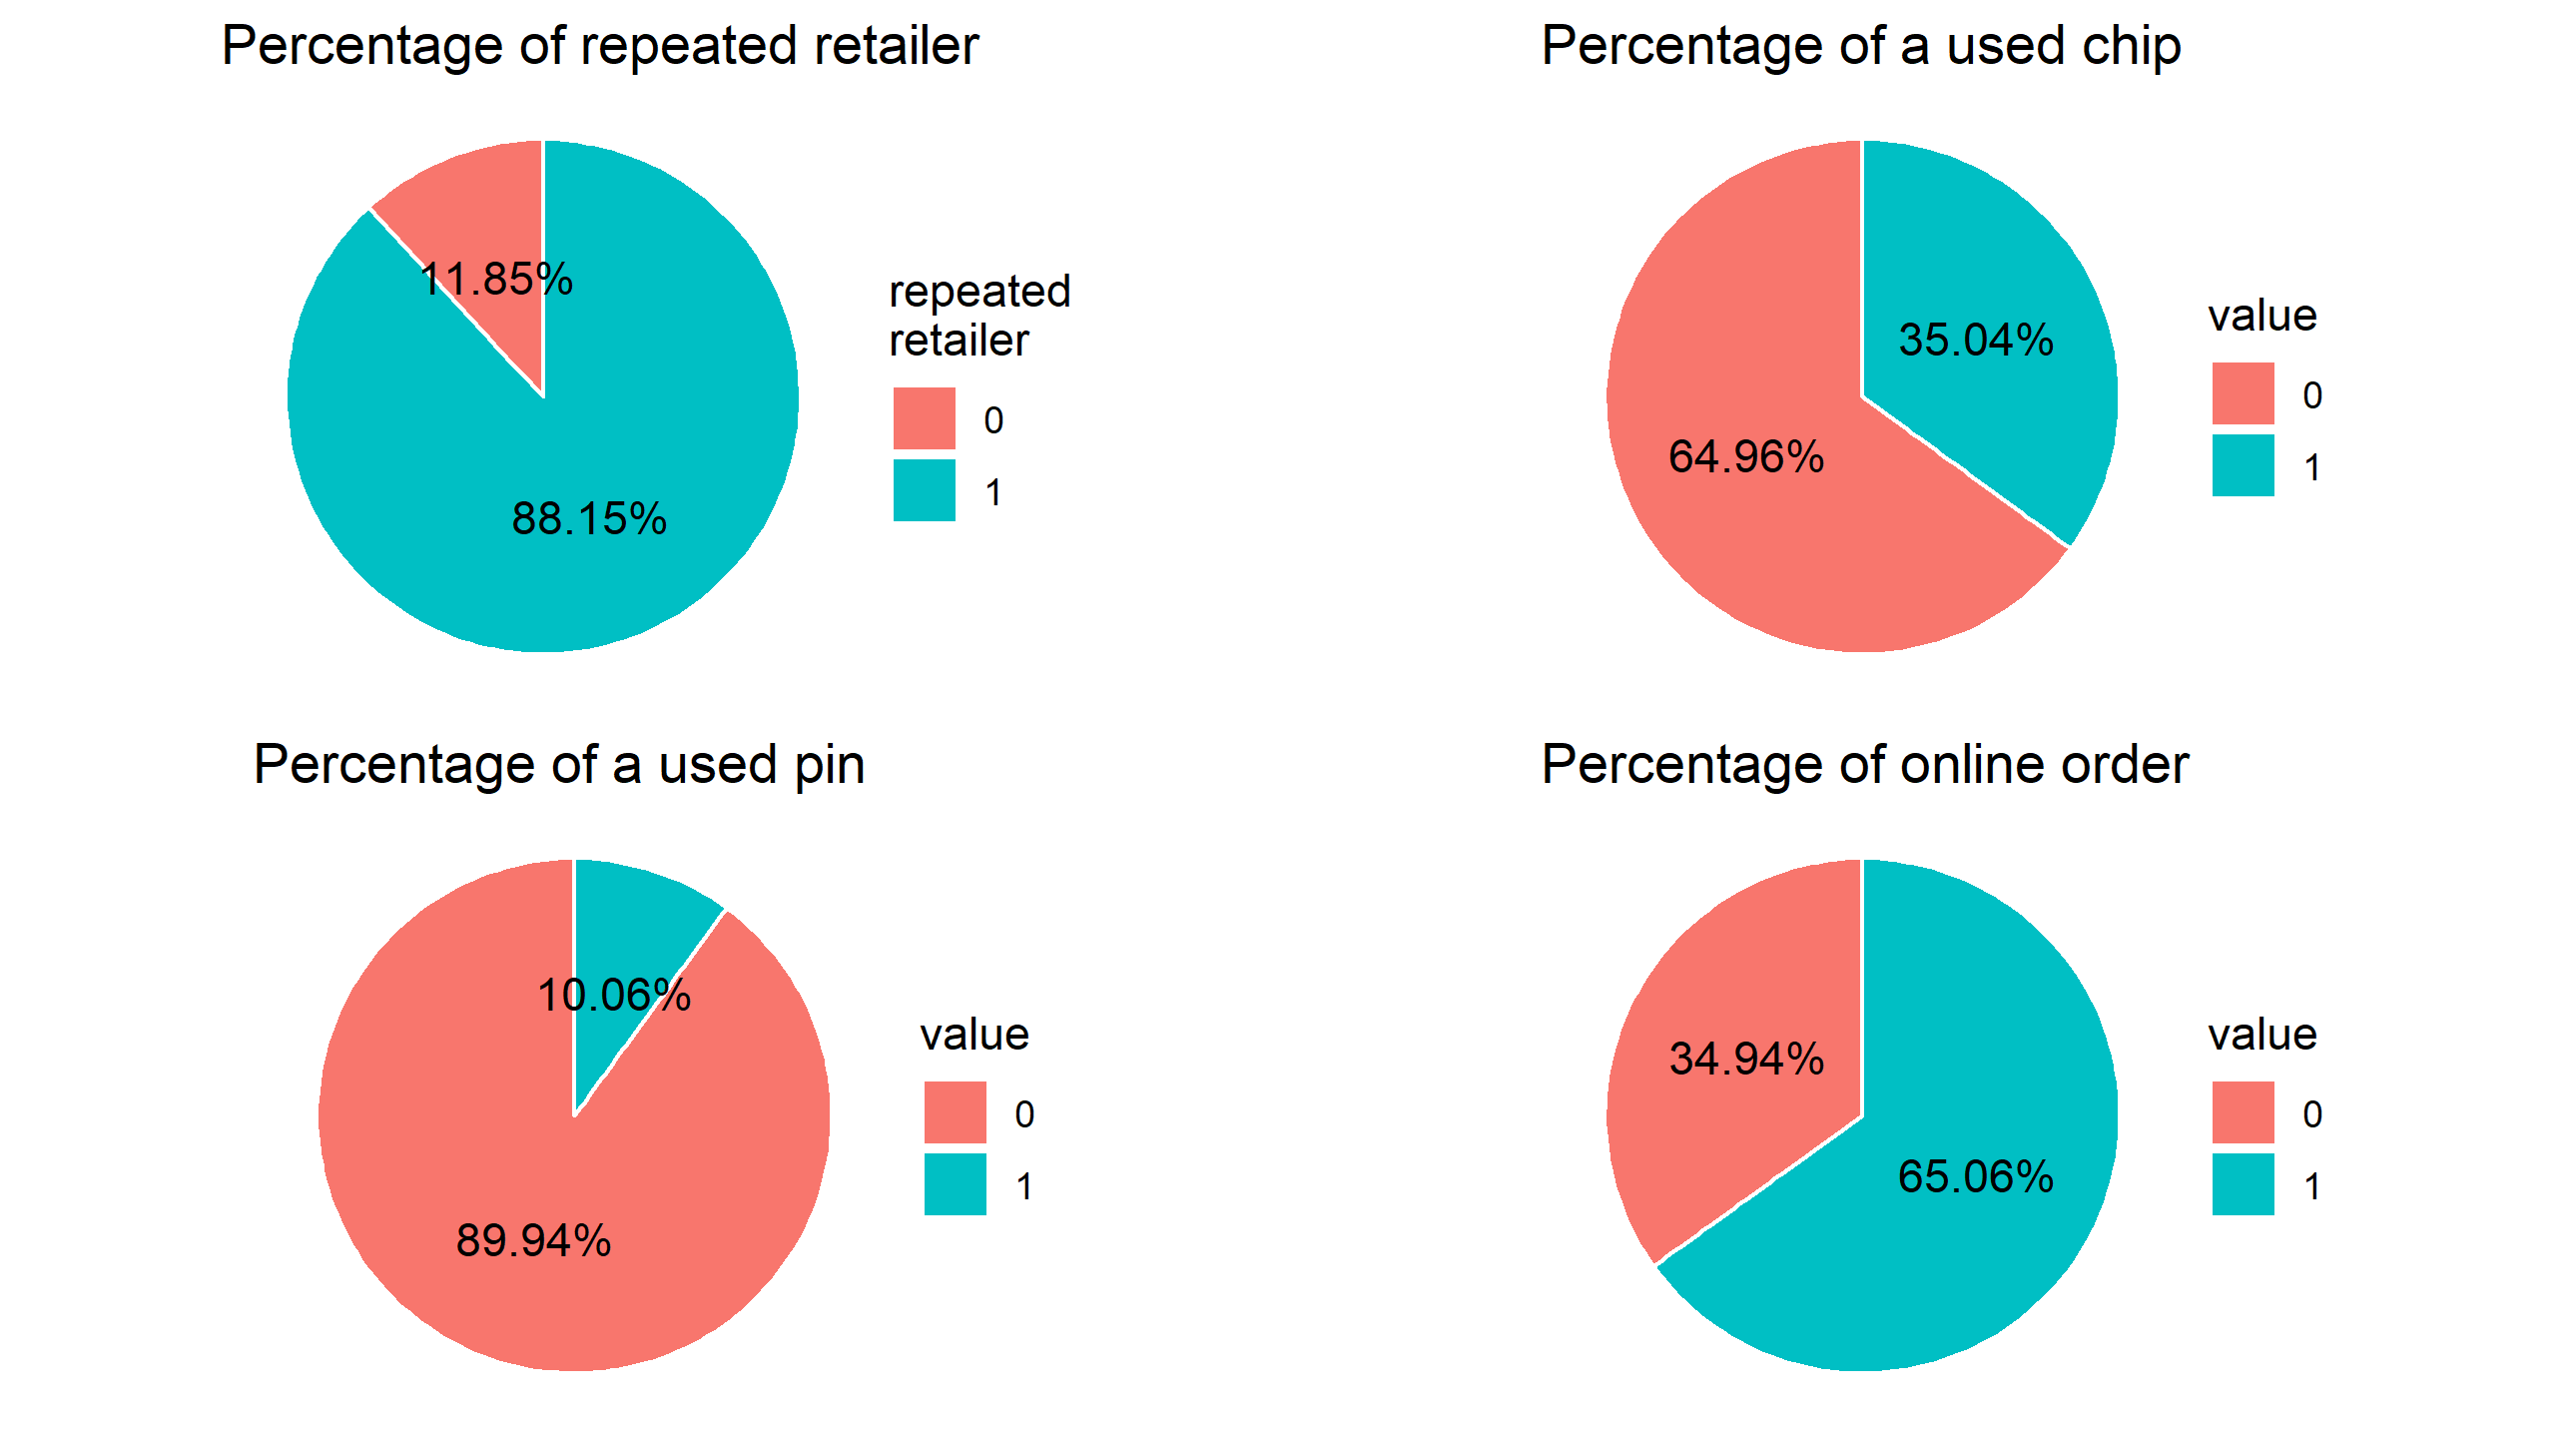 Percentage of repeated retailer
11.85%
88.15%
repeated
retailer
0
1
Percentage of a used chip
35.04%
64.96%
value
0
1
Percentage of a used pin
10.06%
89.94%
value
0
1
Percentage of online order
34.94%
65.06%
value
0
1